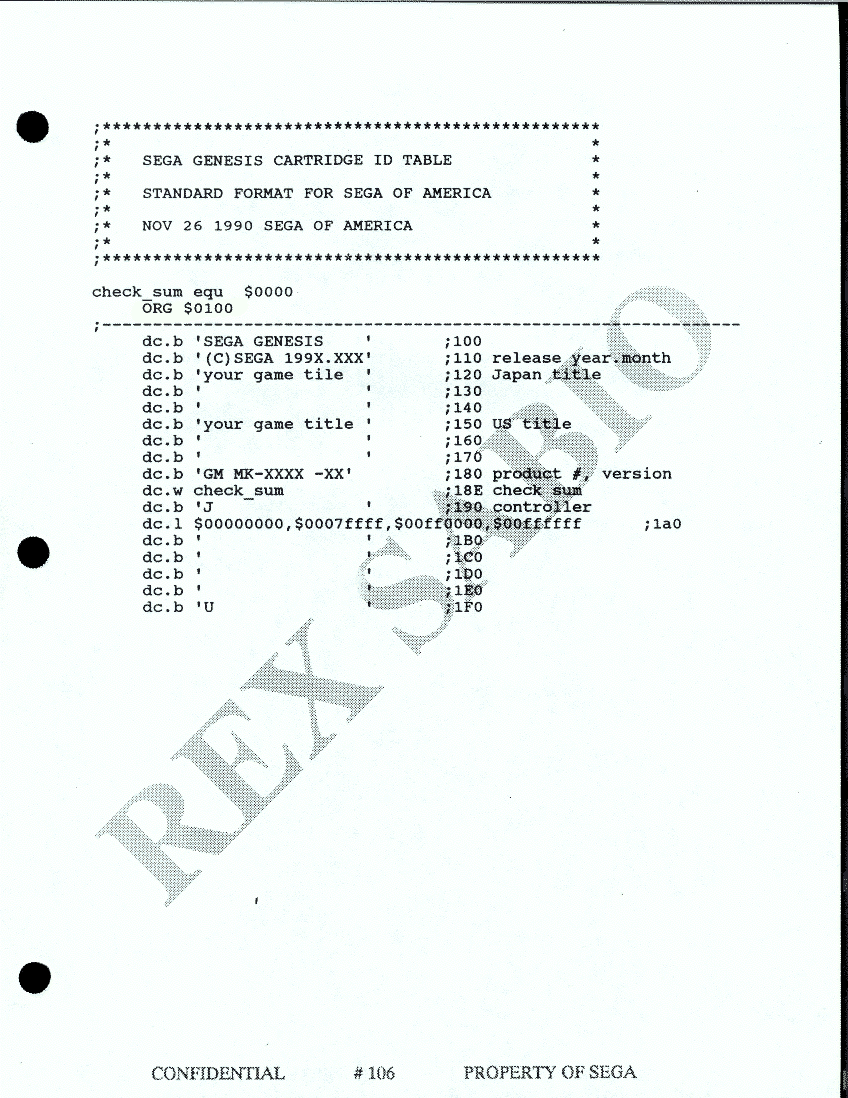 ;*************************************************
;*                                                *
;*   SEGA GENESIS CARTRIDGE ID TABLE              *
;*                                                *
;*   STANDARD FORMAT FOR SEGA OF AMERICA          *
;*                                                *
;*   NOV 26 1990 SEGA OF AMERICA                  *
;*                                                *
;*************************************************
check_sum equ  $0000
     ORG $0100
;---------------------------------------------------------------
     dc.b 'SEGA GENESIS    '       ;100
     dc.b '(C)SEGA 199X.XXX'       ;110 release year.month
     dc.b 'your game tile  '       ;120 Japan title
     dc.b '                '       ;130
     dc.b '                '       ;140
     dc.b 'your game title '       ;150 US title
     dc.b '                '       ;160
     dc.b '                '       ;170
     dc.b 'GM MK-XXXX -XX'         ;180 product #, version
     dc.w check_sum                ;18E check sum
     dc.b 'J               '       ;190 controller
     dc.l $00000000,$0007ffff,$00ff0000,$00ffffff      ;1a0
     dc.b '                '       ;1B0
     dc.b '                '       ;1C0
     dc.b '                '       ;1D0
     dc.b '                '       ;1E0
     dc.b 'U               '       ;1F0
REX SABIO
CONFIDENTIAL     # 106     PROPERTY OF SEGA